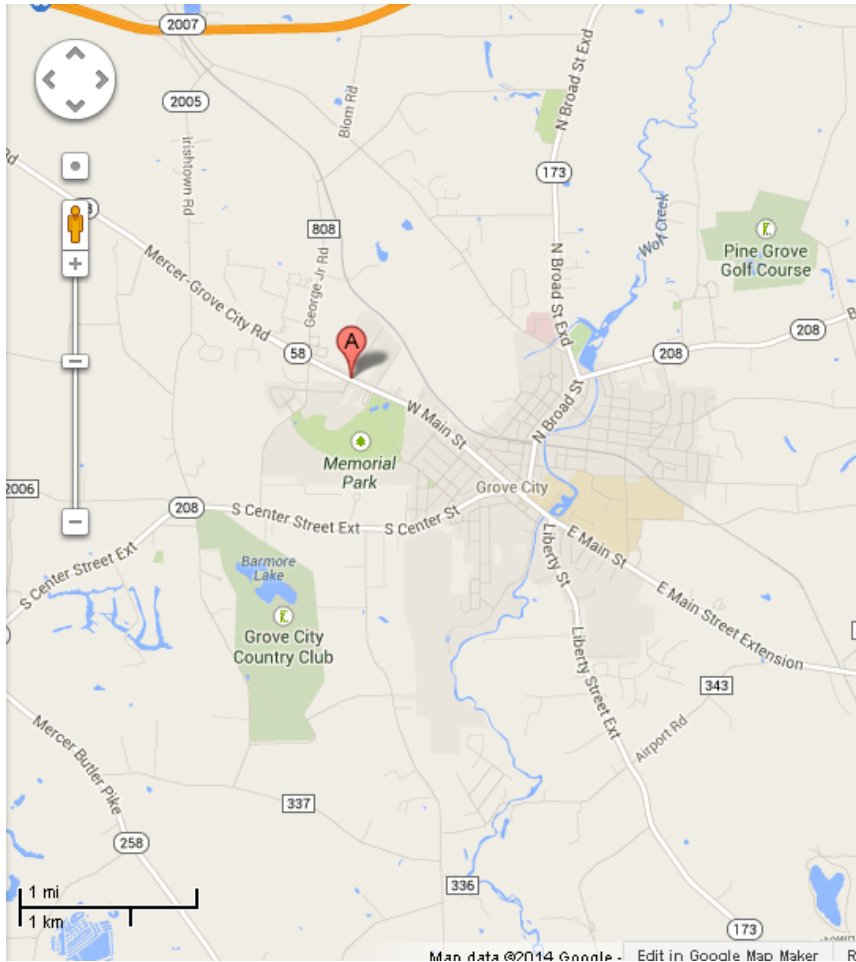 2007
2005
Blom Rd
N Broad St Exd
Irishtown Rd
173
Rd
Wolf Creek
808
Pine Grove
Golf Course
Mercer-Grove City Rd
George Jr Rd
N Broad St Exd
208
208
58
A
W Main St
N Broad St
Memorial
Park
2006
Grove City
208
S Center Street Ext
S Center St
S Center Street Ext
Liberty St
E Main St
Barmore
Lake
E Main Street Extension
Grove City
Country Club
Liberty Street Ext
343
Airport Rd
Mercer Butler Pike
337
258
336
173
1 mi
1 km
Map data ©2014 Google -
Edit in Google Map Maker
R